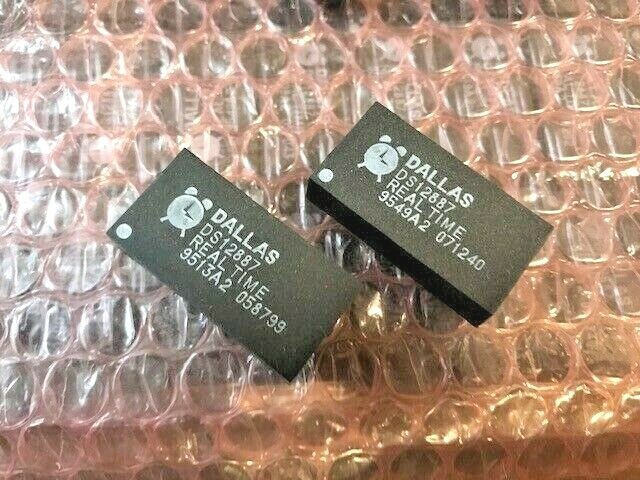 DALLAS
DS12887
REAL TIME
9513A2 058799
DALLAS
DS12887
REAL TIME
9549A2 071240